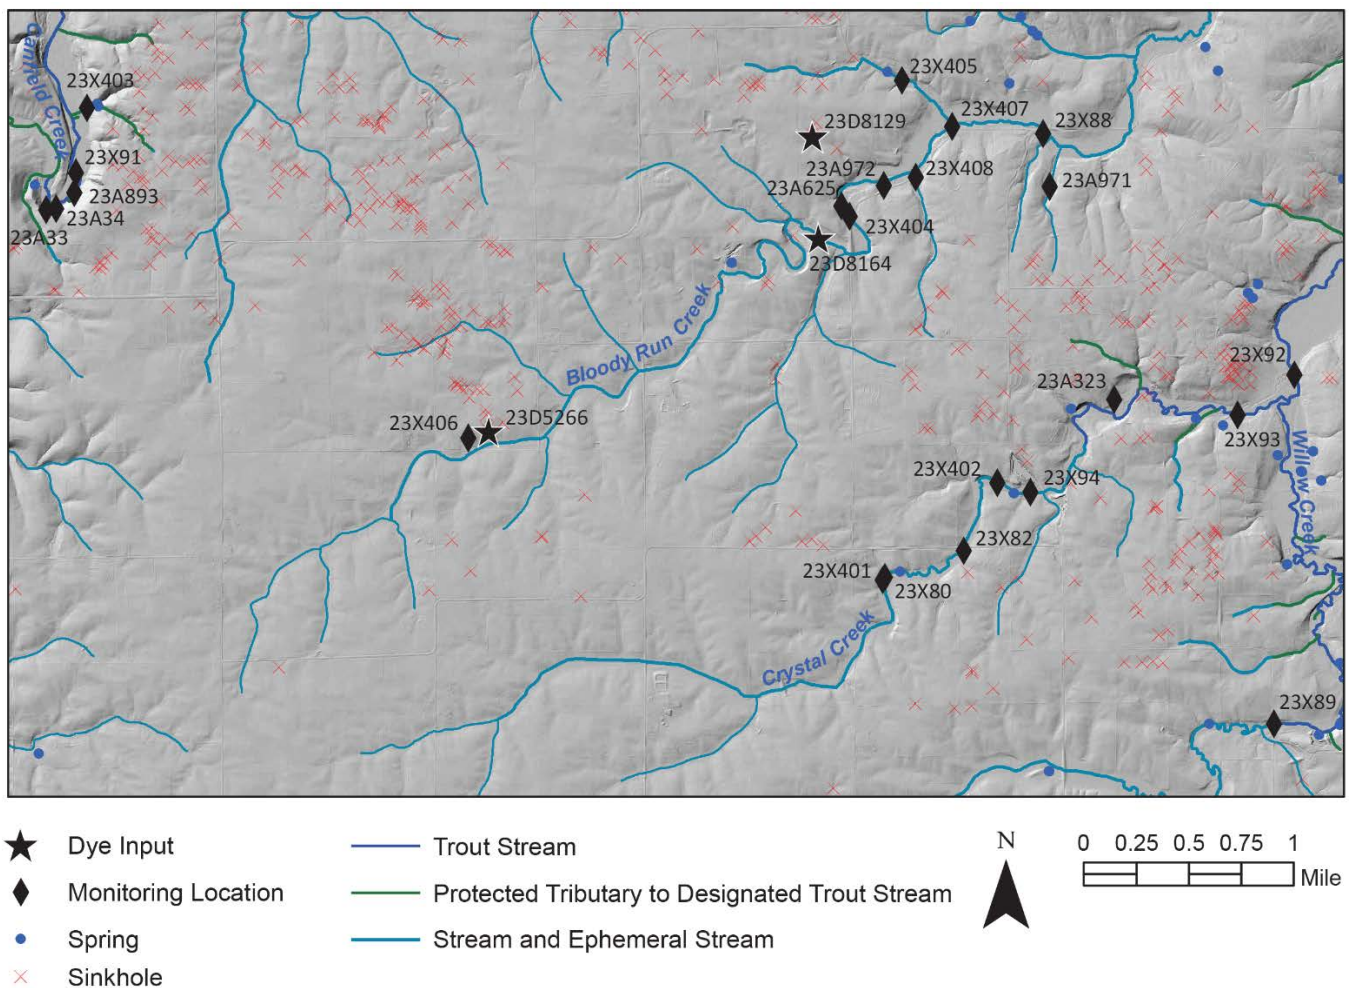 Canfield Creek
23X403
23X405
23X407
23D8129
23X88
23X91
23A972
23X408
23A893
23A625
23A971
23A34
23A33
23X404
23D8164
Bloody Run Creek
23X92
23A323
23X406
23D5266
23X93
Willow Creek
23X402
23X94
23X82
23X401
23X80
Crystal Creek
23X89
Dye Input
Monitoring Location
Spring
Sinkhole
Trout Stream
Protected Tributary to Designated Trout Stream
Stream and Ephemeral Stream
N
0 0.25 0.5 0.75 1
Mile